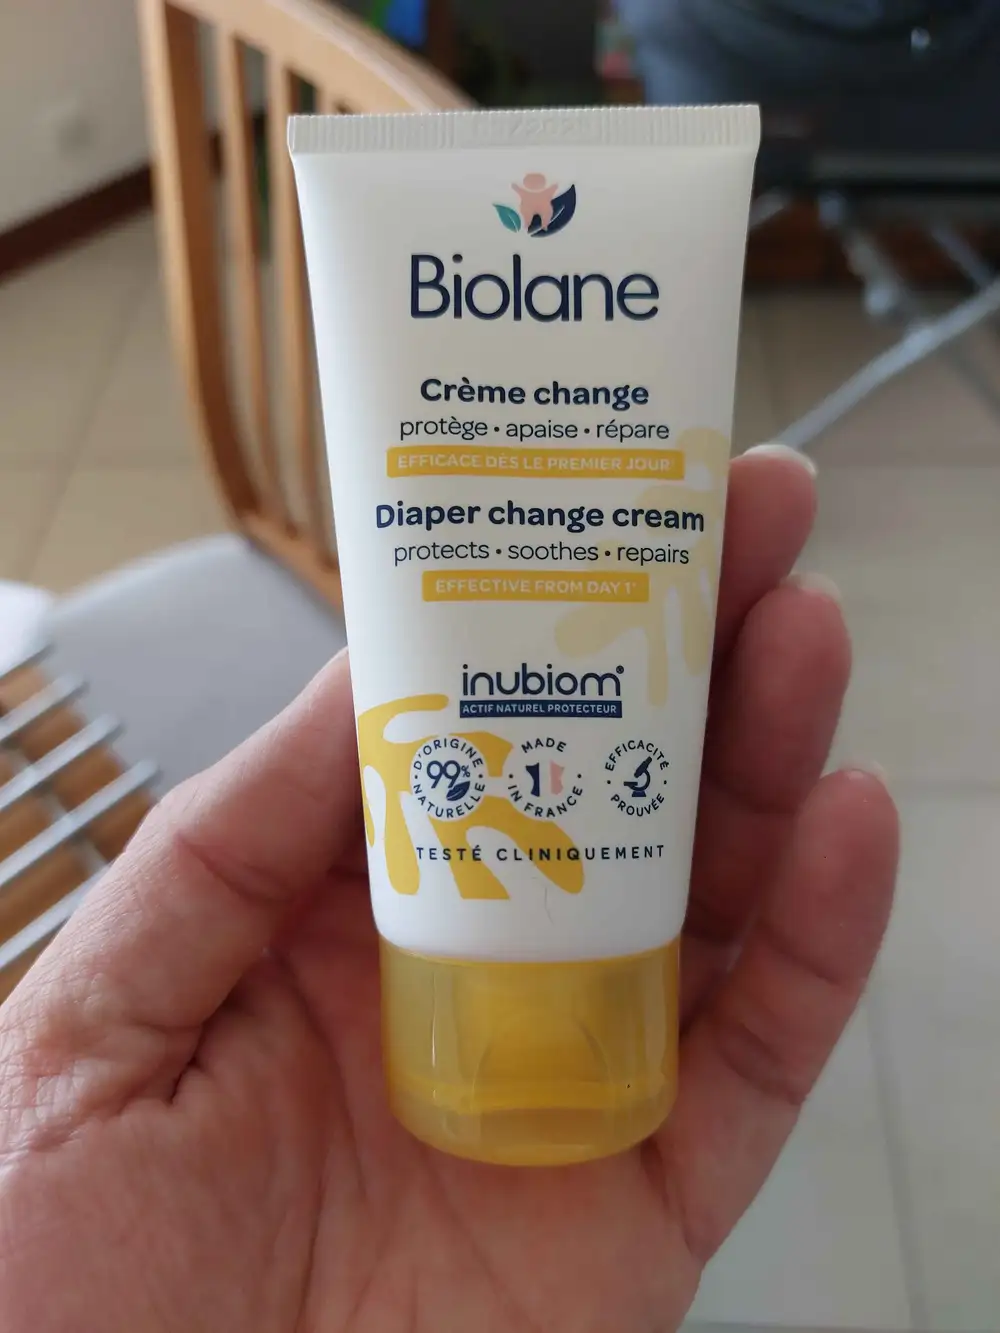 Biolane
Crème change
protège • apaise • répare
EFFICACE DÈS LE PREMIER JOUR
Diaper change cream
protects • soothes • repairs
EFFECTIVE FROM DAY 1*
inubiom®
ACTIF NATUREL PROTECTEUR
D'ORIGINE
99%
NATURELLE
MADE
IN FRANCE
EFFICACITÉ
PROUVÉE
TESTÉ CLINIQUEMENT